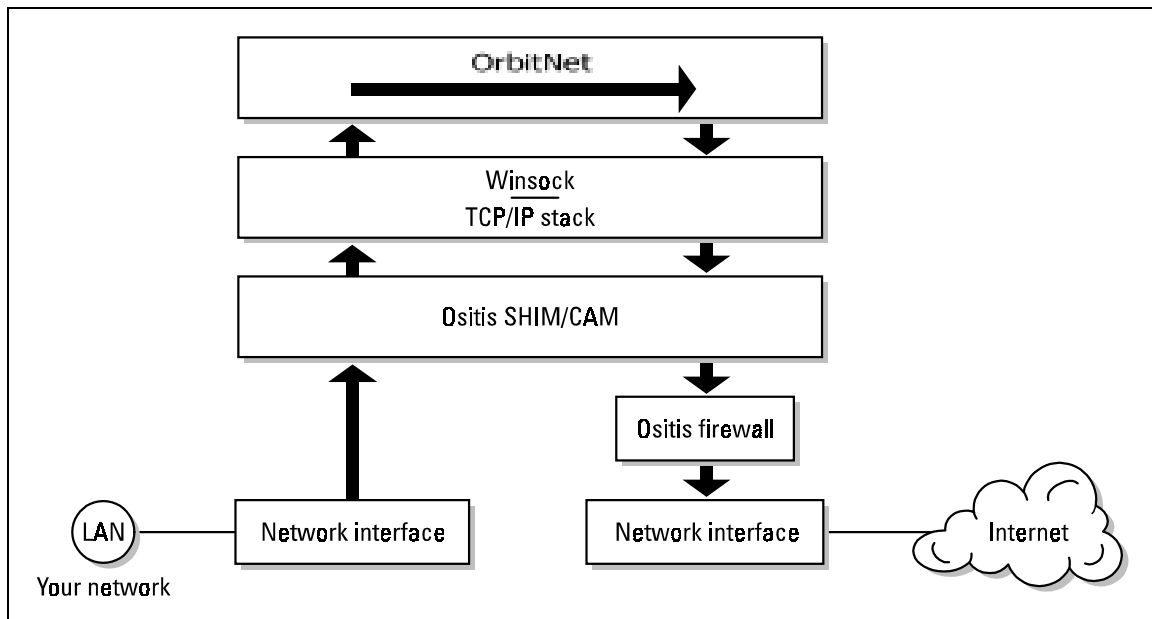 OrbitNet
Winsock
TCP/IP stack
Ositis SHIM/CAM
Ositis firewall
LAN
Network interface
Network interface
Internet
Your network